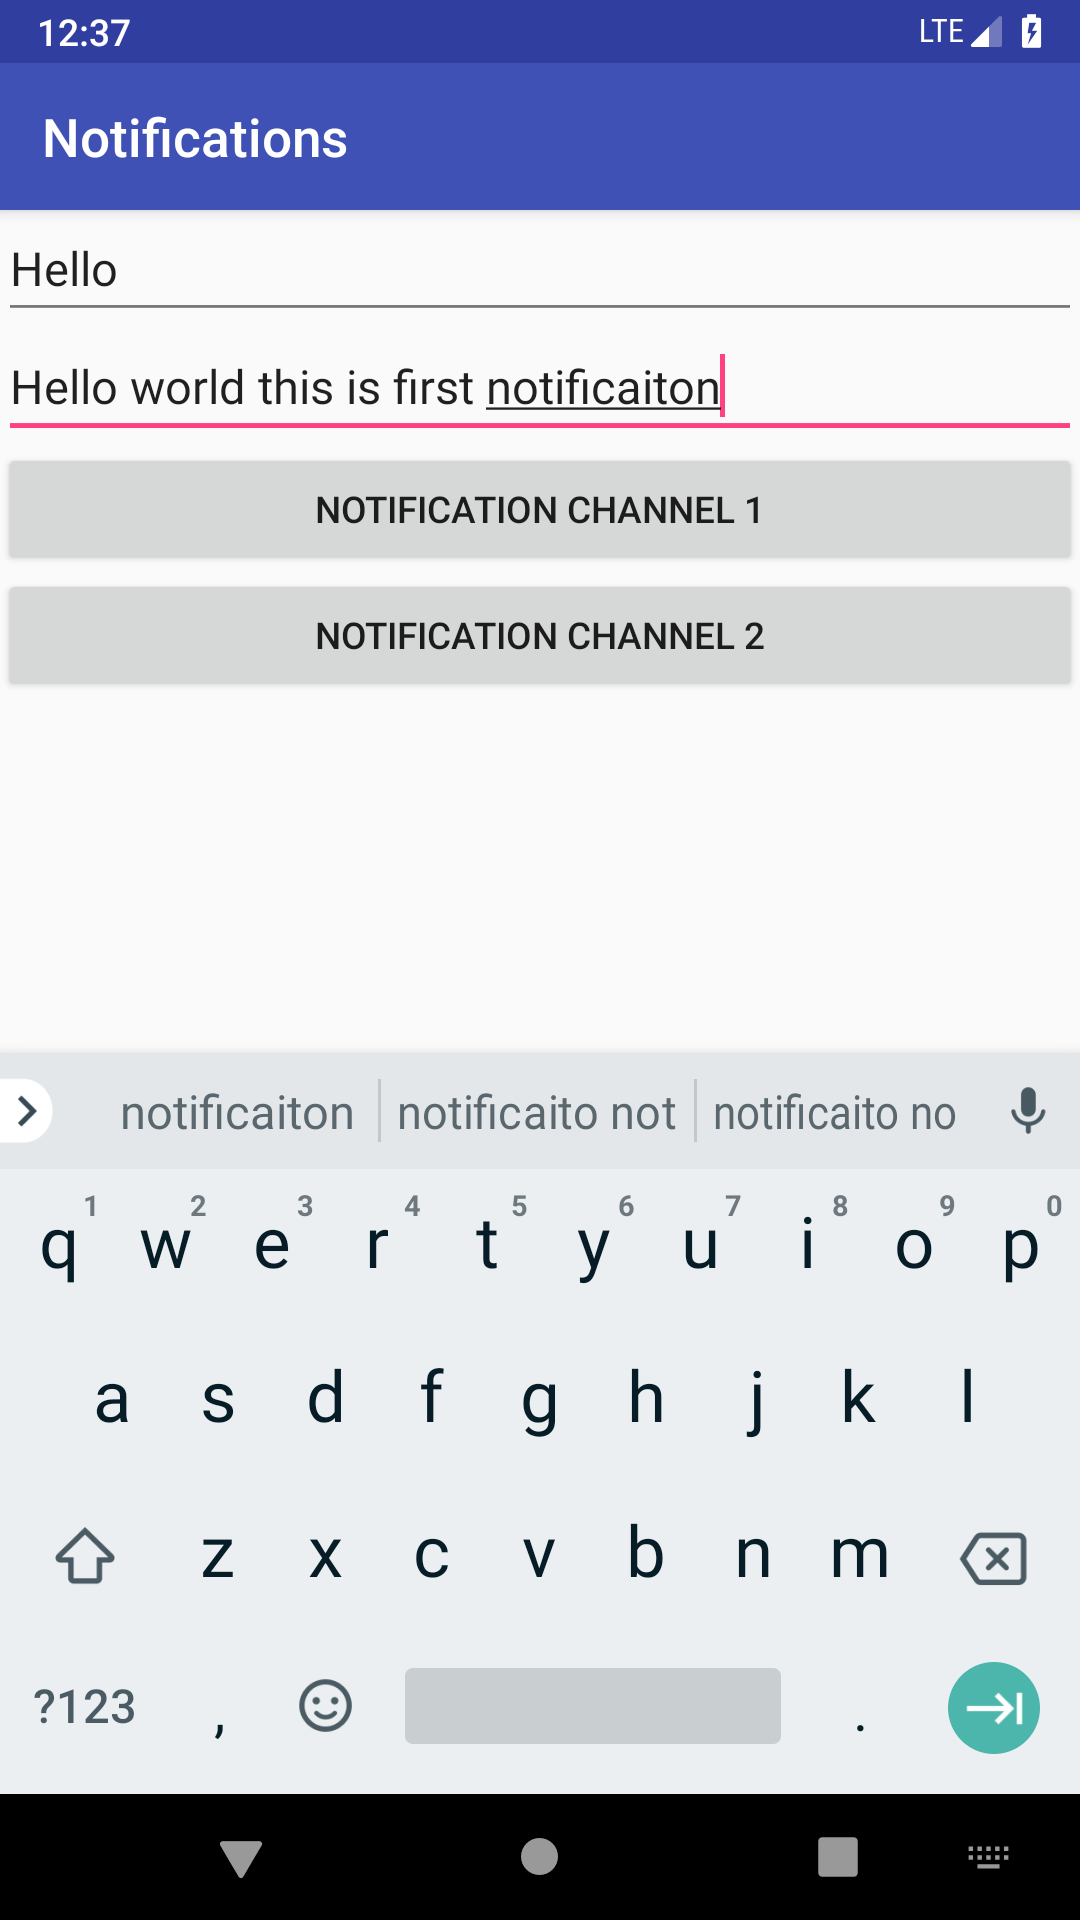 12:37 LTE
Notifications
Hello
Hello world this is first notificaiton
NOTIFICATION CHANNEL 1
NOTIFICATION CHANNEL 2
notificaiton notificaito not notificaito no
1 2 3 4 5 6 7 8 9 0
q w e r t y u i o p
a s d f g h j k l
z x c v b n m
?123 , .